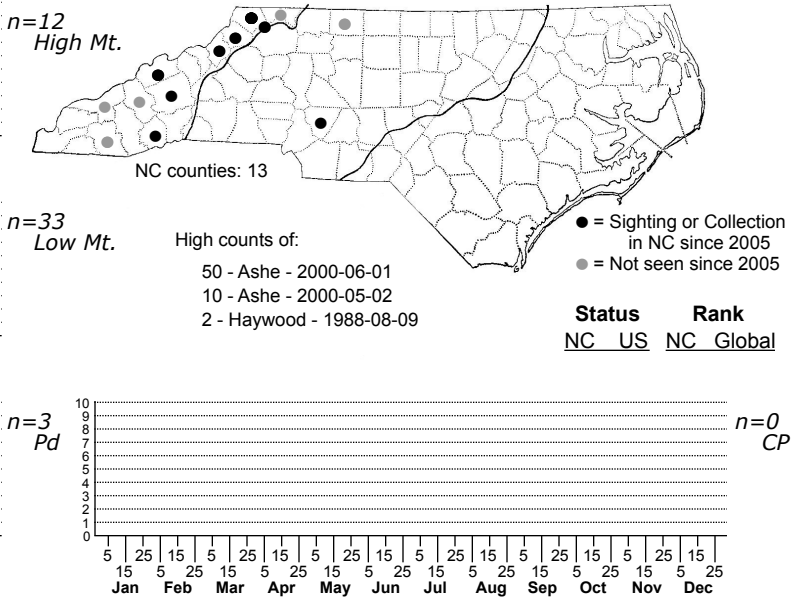 n=12
High Mt.
NC counties: 13
n=33
Low Mt.
High counts of:
50 - Ashe - 2000-06-01
10 - Ashe - 2000-05-02
2 - Haywood - 1988-08-09
= Sighting or Collection
in NC since 2005
= Not seen since 2005
Status Rank
NC US NC Global
n=3
Pd
n=0
CP
10
9
8
7
6
5
4
3
2
1
0
5 25 15 5 25 15 5 25 15 5 25 15 5 25 15 5 25 15
15 5 25 15 5 25 15 5 25 15 5 25 15 5 25 15 5 25
Jan Feb Mar Apr May Jun Jul Aug Sep Oct Nov Dec